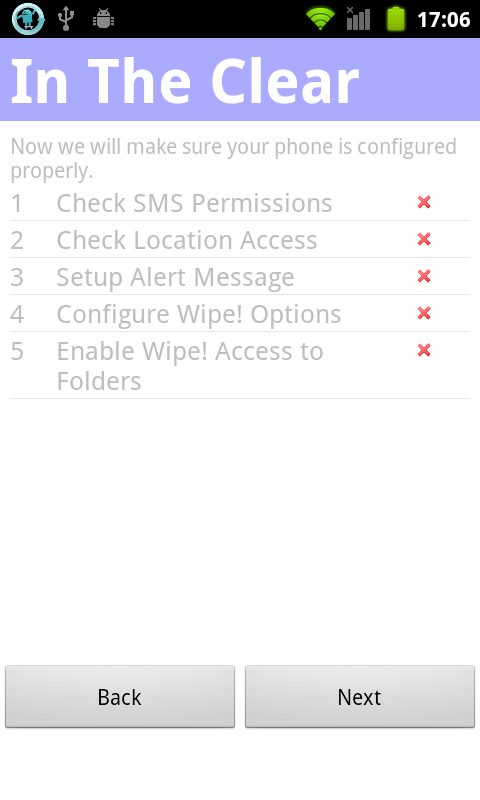 17:06
In The Clear
Now we will make sure your phone is configured
properly.
1 Check SMS Permissions
2 Check Location Access
3 Setup Alert Message
4 Configure Wipe! Options
5 Enable Wipe! Access to
Folders
Back Next